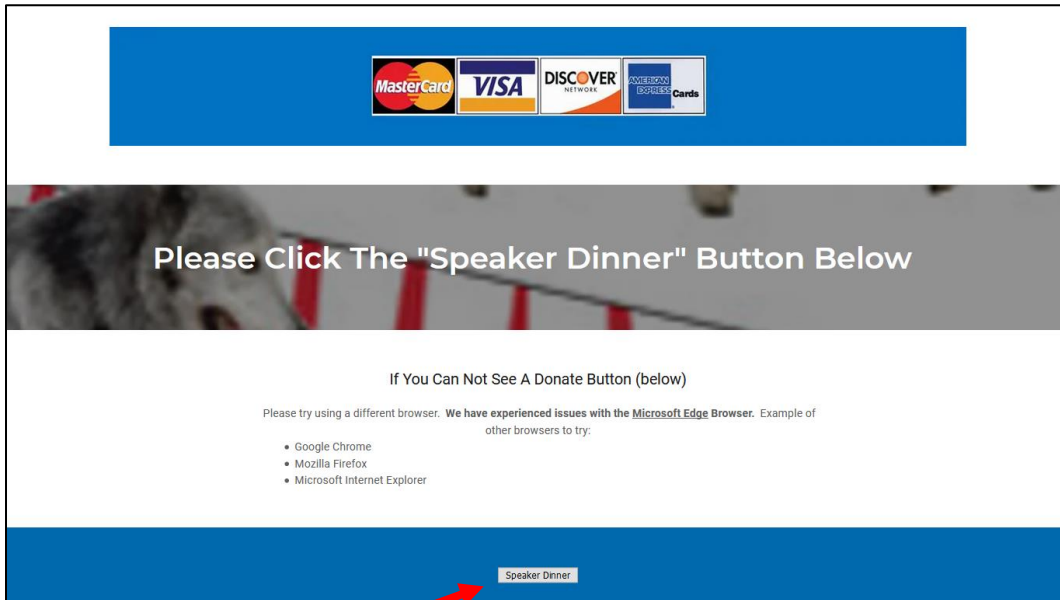 MasterCard VISA DISCOVER AMERICAN
NETWORK EXPRESS Cards
Please Click The "Speaker Dinner" Button Below
If You Can Not See A Donate Button (below)
Please try using a different browser. We have experienced issues with the Microsoft Edge Browser. Example of
other browsers to try:
• Google Chrome
• Mozilla Firefox
• Microsoft Internet Explorer
Speaker Dinner